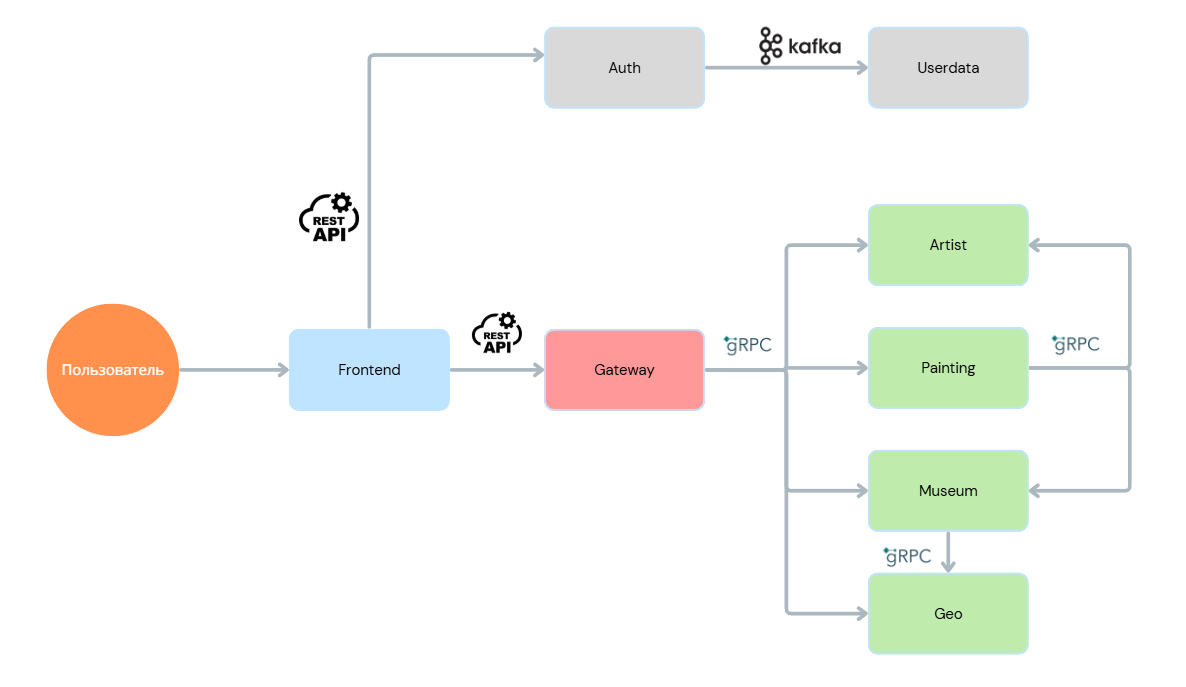 kafka
Auth
Userdata
REST
API
Artist
REST
API
gRPC
gRPC
Пользователь
Frontend
Gateway
Painting
Museum
gRPC
Geo